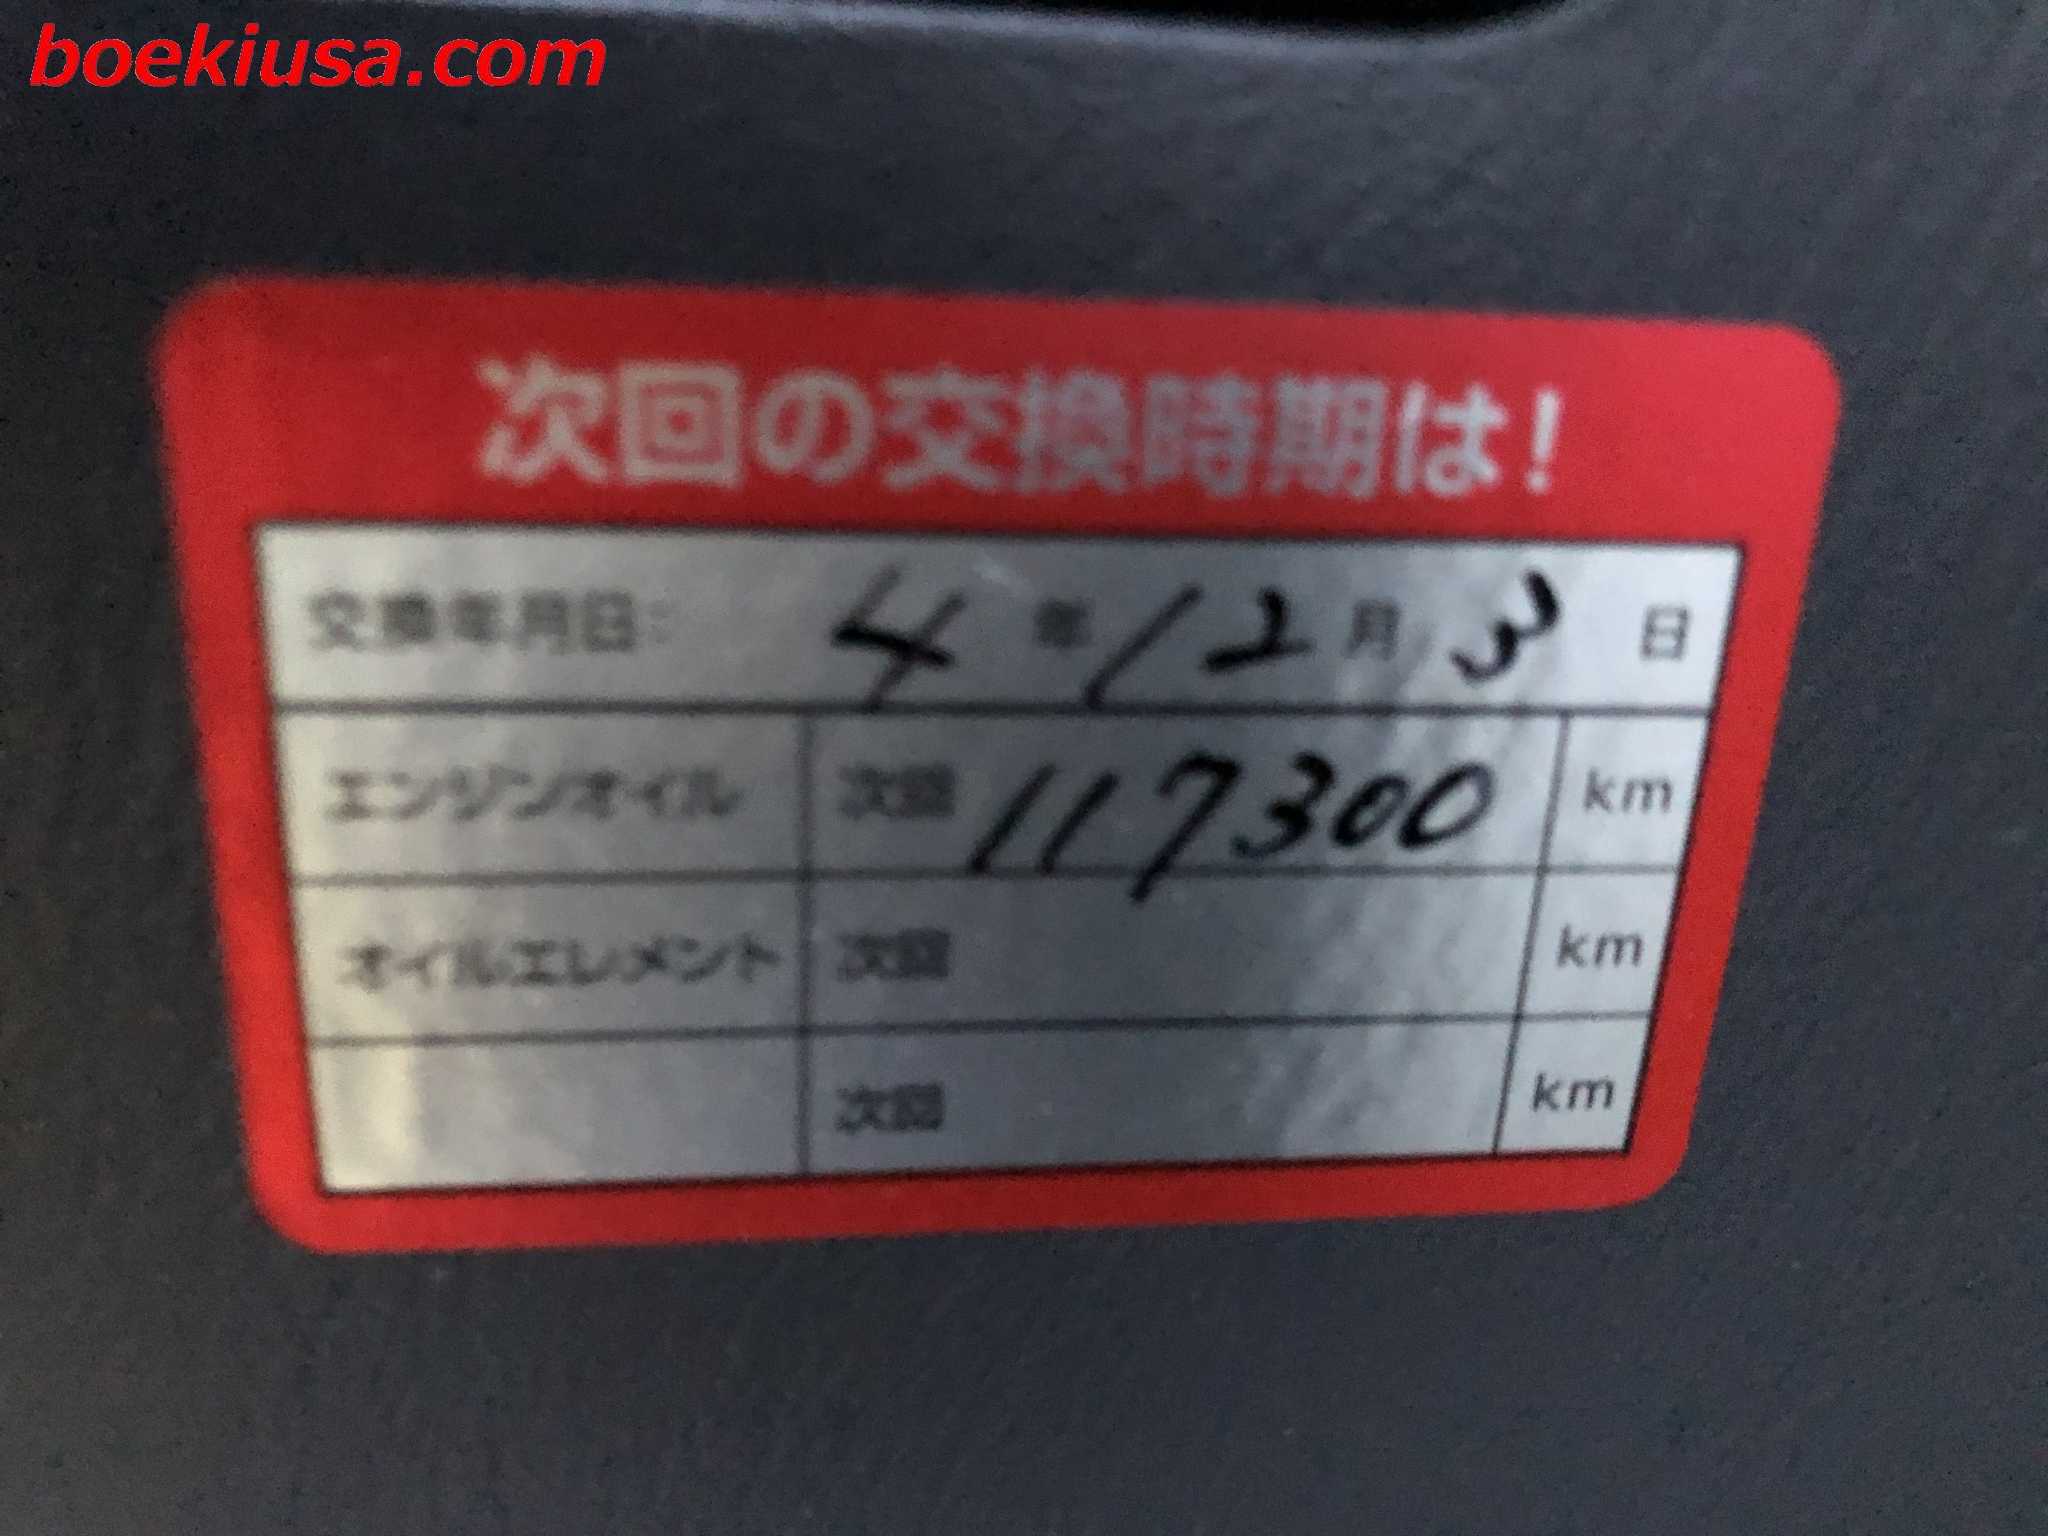 boekiusa.com
次回の交換時期は!
交換年月日: 4年12月3日
エンジンオイル 次回 117300 km
オイルエレメント 次回 km
次回 km